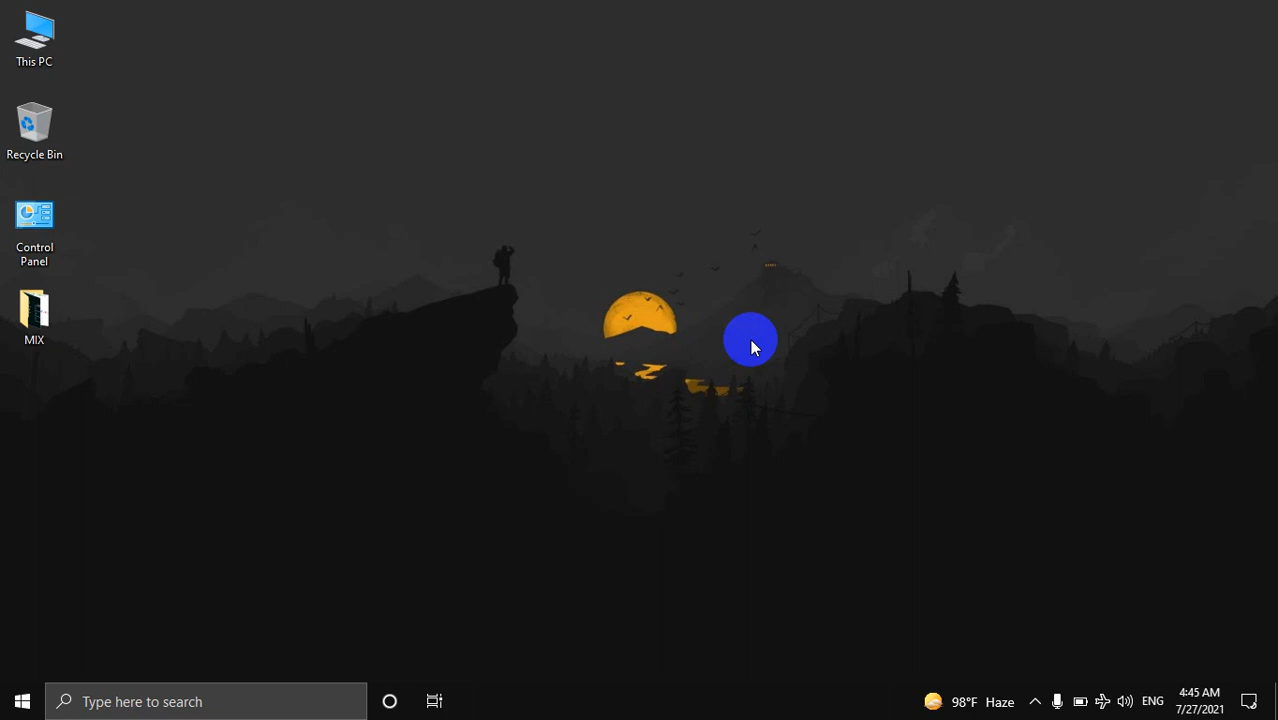 This PC
Recycle Bin
Control
Panel
MIX
Type here to search
98°F Haze
ENG
4:45 AM
7/27/2021